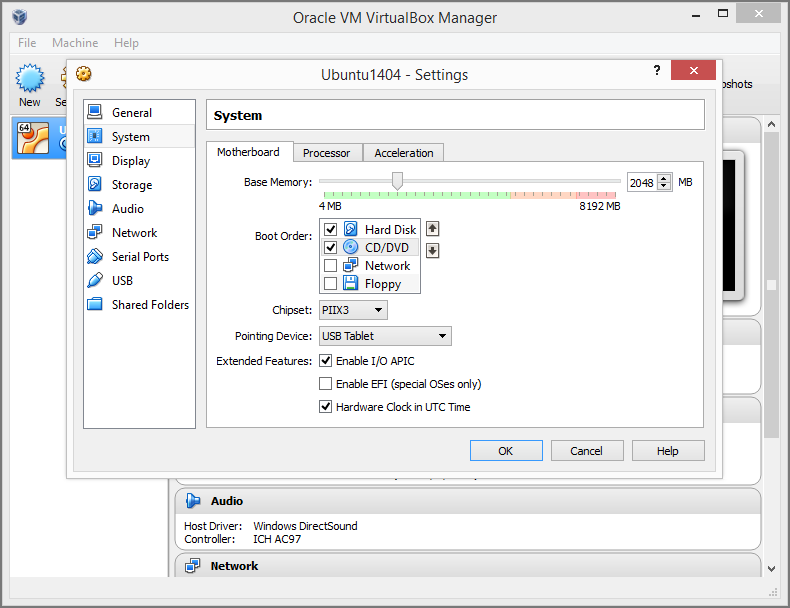 Oracle VM VirtualBox Manager
File Machine Help
New
Ubuntu1404 - Settings
?
General
System
Display
Storage
Audio
Network
Serial Ports
USB
Shared Folders
System
Motherboard Processor Acceleration
Base Memory: 2048 MB
4 MB 8192 MB
Boot Order:
Hard Disk
CD/DVD
Network
Floppy
Chipset: PIIX3
Pointing Device: USB Tablet
Extended Features: Enable I/O APIC
Enable EFI (special OSes only)
Hardware Clock in UTC Time
OK Cancel Help
64
Audio
Host Driver: Windows DirectSound
Controller: ICH AC97
Network